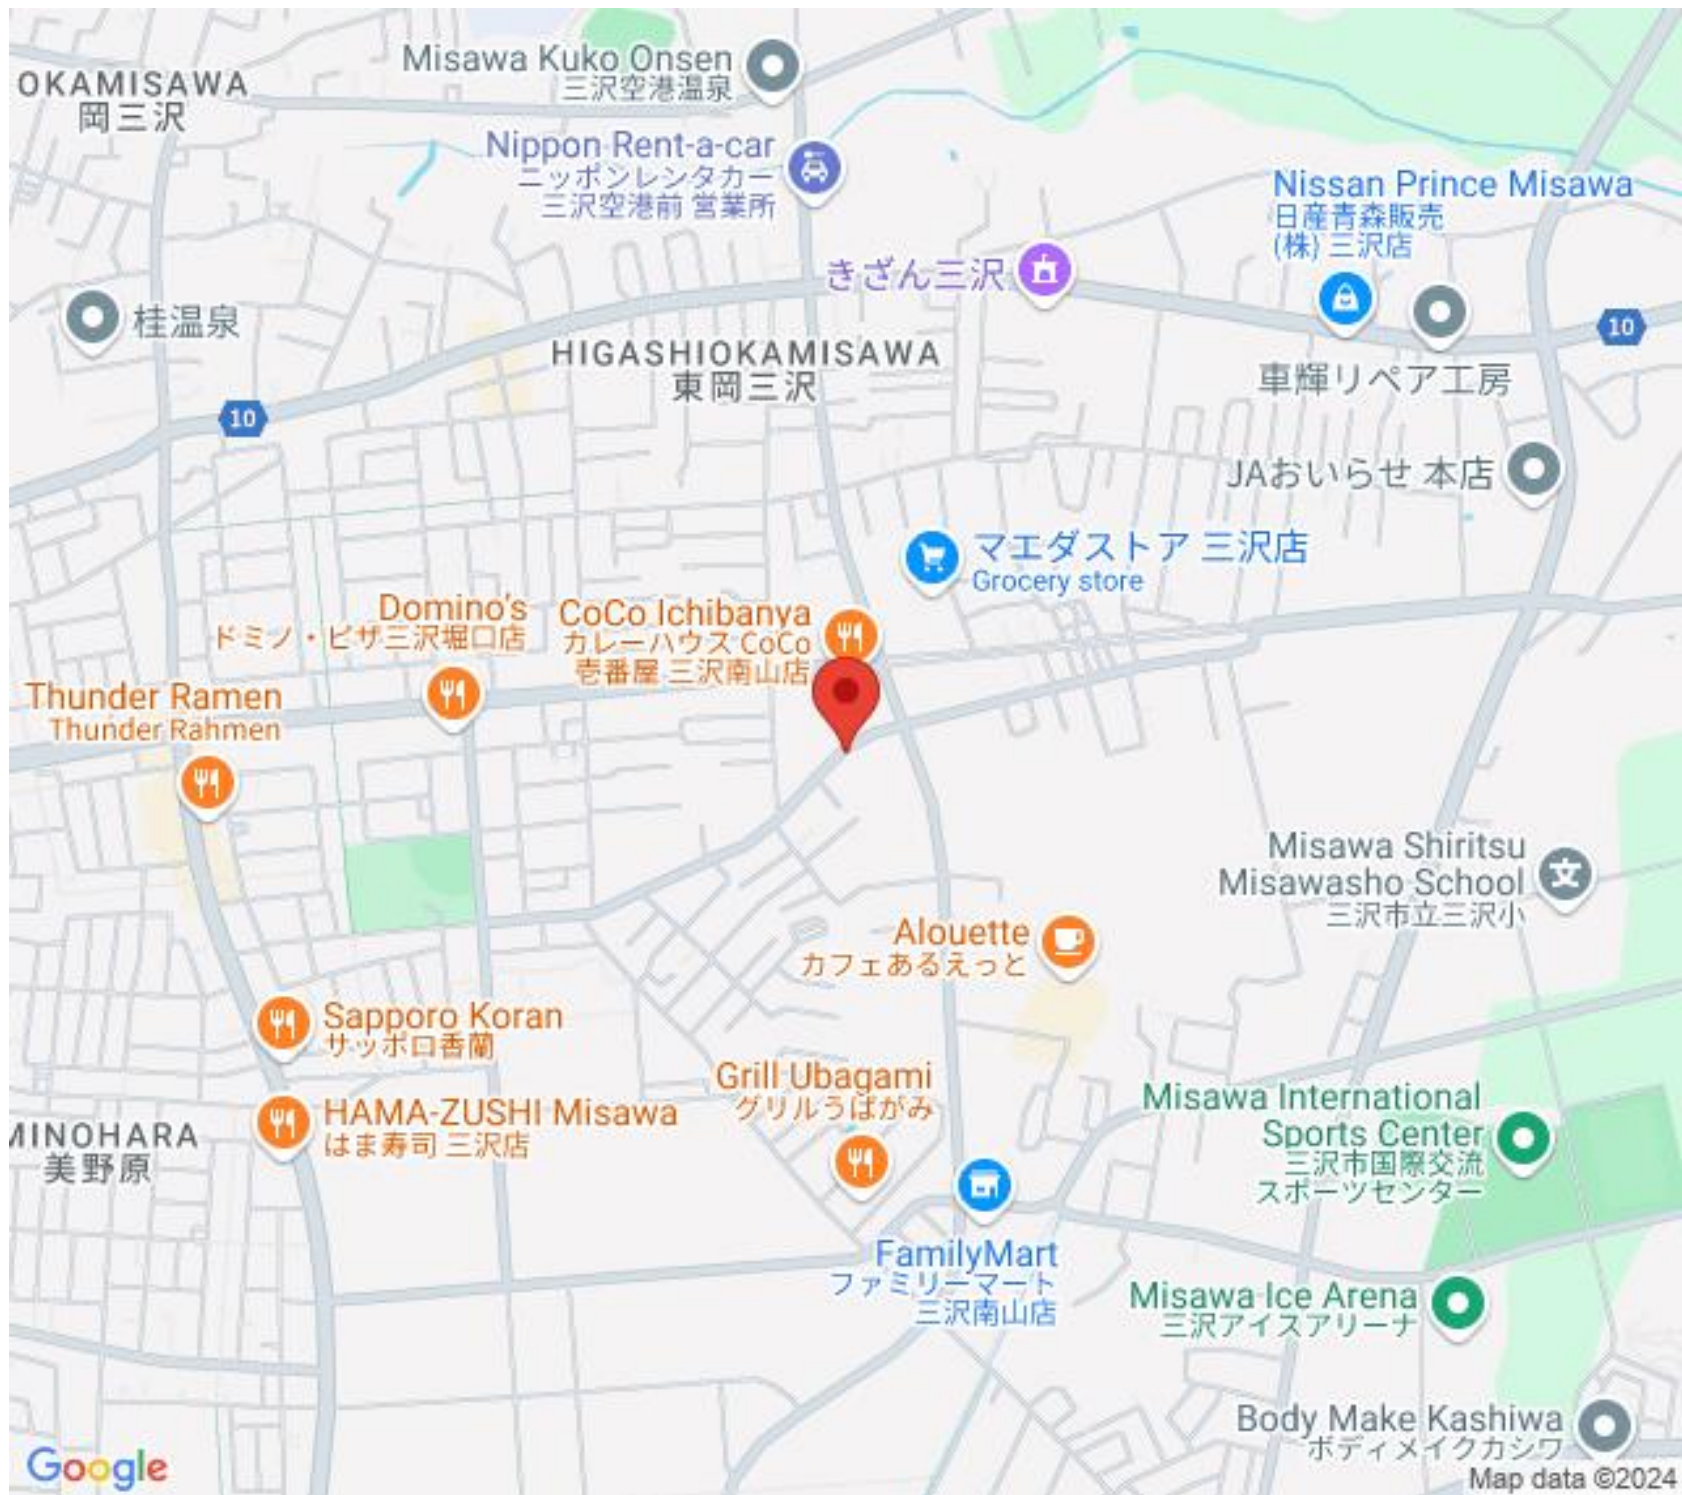 Misawa Kuko Onsen
三沢空港温泉
OKAMISAWA
岡三沢
Nippon Rent-a-car
ニッポンレンタカー
三沢空港前 営業所
Nissan Prince Misawa
日産青森販売
(株) 三沢店
きざん三沢
桂温泉
10
HIGASHIOKAMISAWA
東岡三沢
車輝リペア工房
10
JAおいらせ 本店
マエダストア 三沢店
Grocery store
Domino's
ドミノ・ピザ三沢堀口店
CoCo Ichibanya
カレーハウス CoCo
壱番屋 三沢南山店
Thunder Ramen
Thunder Rahmen
Misawa Shiritsu
Misawasho School
三沢市立三沢小
文
Alouette
カフェあるえっと
Sapporo Koran
サッポロ香蘭
Grill Ubagami
グリルうばがみ
HAMA-ZUSHI Misawa
はま寿司 三沢店
MINOHARA
美野原
Misawa International
Sports Center
三沢市国際交流
スポーツセンター
FamilyMart
ファミリーマート
三沢南山店
Misawa Ice Arena
三沢アイスアリーナ
Body Make Kashiwa
ボディメイクカシワ
Google
Map data ©2024